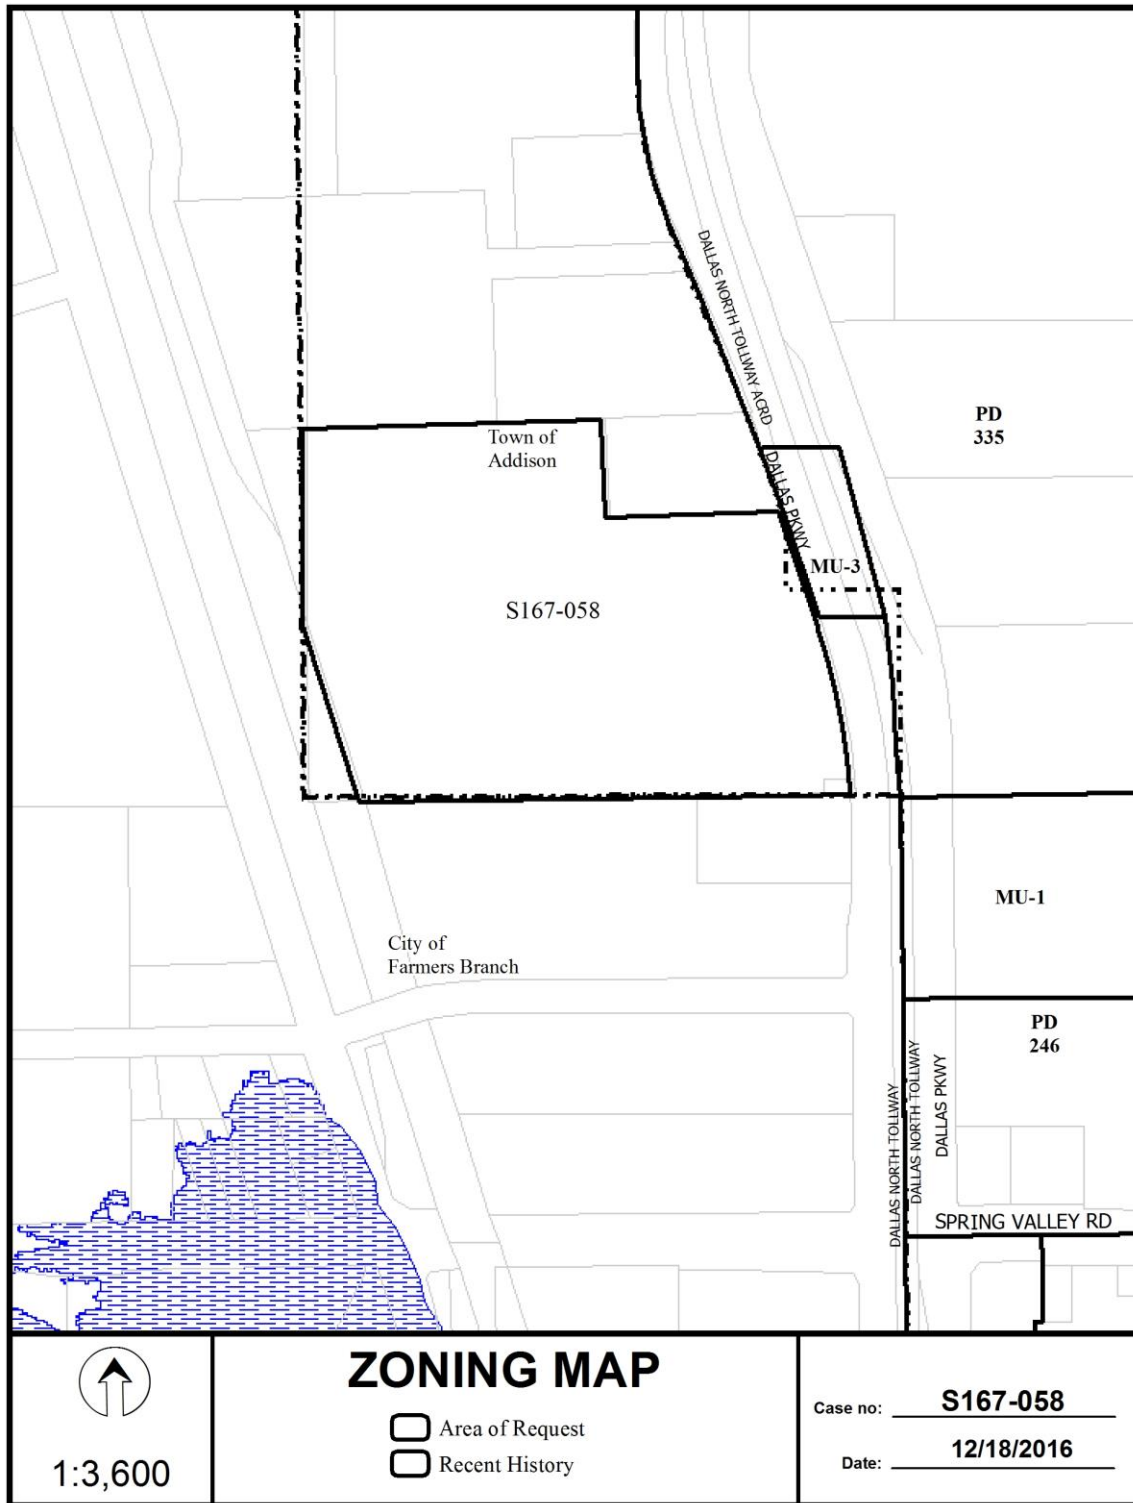 DALLAS NORTH TOLLWAY ACRD
PD
335
Town of
Addison
DALLAS PKWY
MU-3
S167-058
MU-1
City of
Farmers Branch
PD
246
DALLAS NORTH TOLLWAY
DALLAS NORTH TOLLWAY
DALLAS PKWY
SPRING VALLEY RD
1:3,600
ZONING MAP
Area of Request
Recent History
Case no: S167-058
Date: 12/18/2016